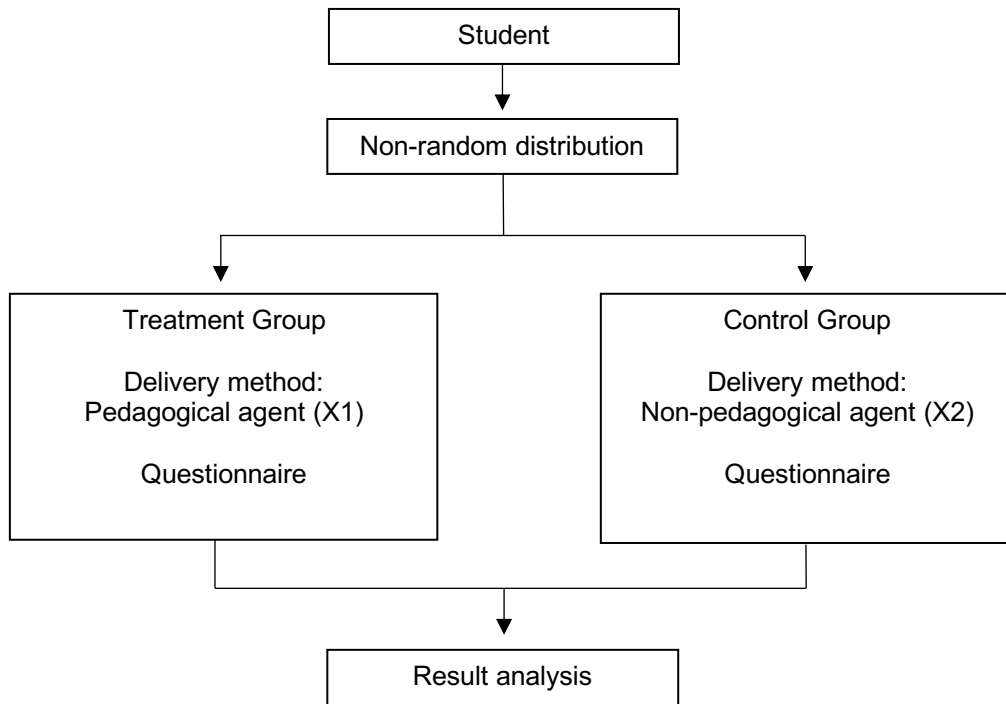 Student
Non-random distribution
Treatment Group
Delivery method:
Pedagogical agent (X1)
Questionnaire
Control Group
Delivery method:
Non-pedagogical agent (X2)
Questionnaire
Result analysis